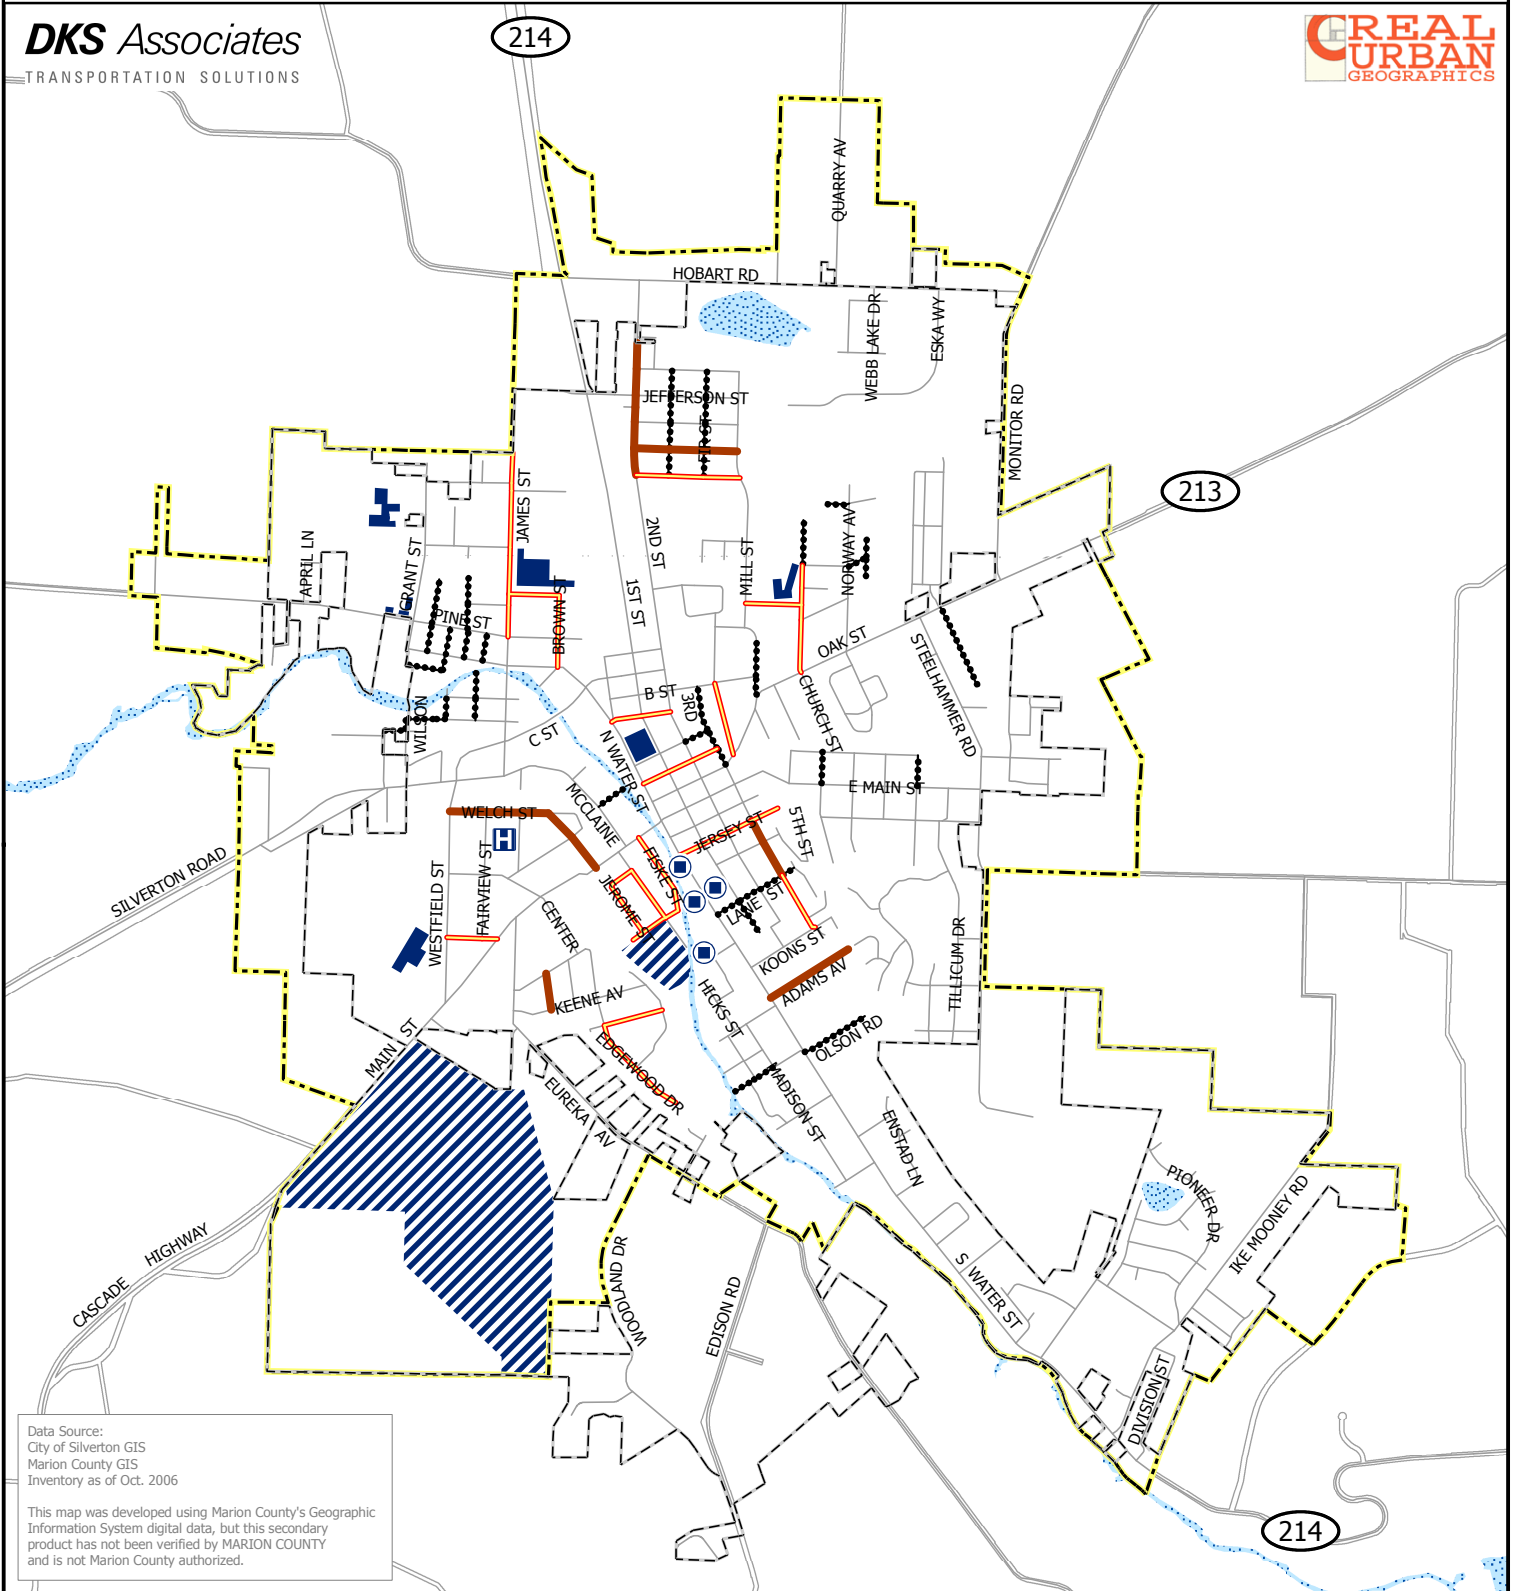 DKS Associates
TRANSPORTATION SOLUTIONS
214
CREAL
URBAN
GEOGRAPHICS
QUARRY AV
HOBART RD
WEBB LAKE DR
ESKA WY
MONITOR RD
JEFFERSON ST
FIR ST
213
JAMES ST
2ND ST
1ST ST
MILL ST
NORWAY AV
APRIL LN
GRANT ST
PINE ST
BROWN ST
OAK ST
STEELHAMMER RD
B ST
3RD
CHURCH ST
WILSON
C ST
N WATER ST
E MAIN ST
MCCLAINE
WELCH ST
H
JERSEY ST
5TH ST
SILVERTON ROAD
WESTFIELD ST
FAIRVIEW ST
FISKE ST
JEROME ST
LANE ST
CENTER
KOONS ST
ADAMS AV
TILLICUM DR
KEENE AV
HICKS ST
OLSON RD
MAIN ST
EDGEWOOD DR
EUREKA AV
MADISON ST
ENSTAD LN
PIONEER DR
IKE MOONEY RD
CASCADE HIGHWAY
WOODLAND DR
EDISON RD
S WATER ST
DIVISION ST
214
Data Source:
City of Silverton GIS
Marion County GIS
Inventory as of Oct. 2006
This map was developed using Marion County's Geographic
Information System digital data, but this secondary
product has not been verified by MARION COUNTY
and is not Marion County authorized.